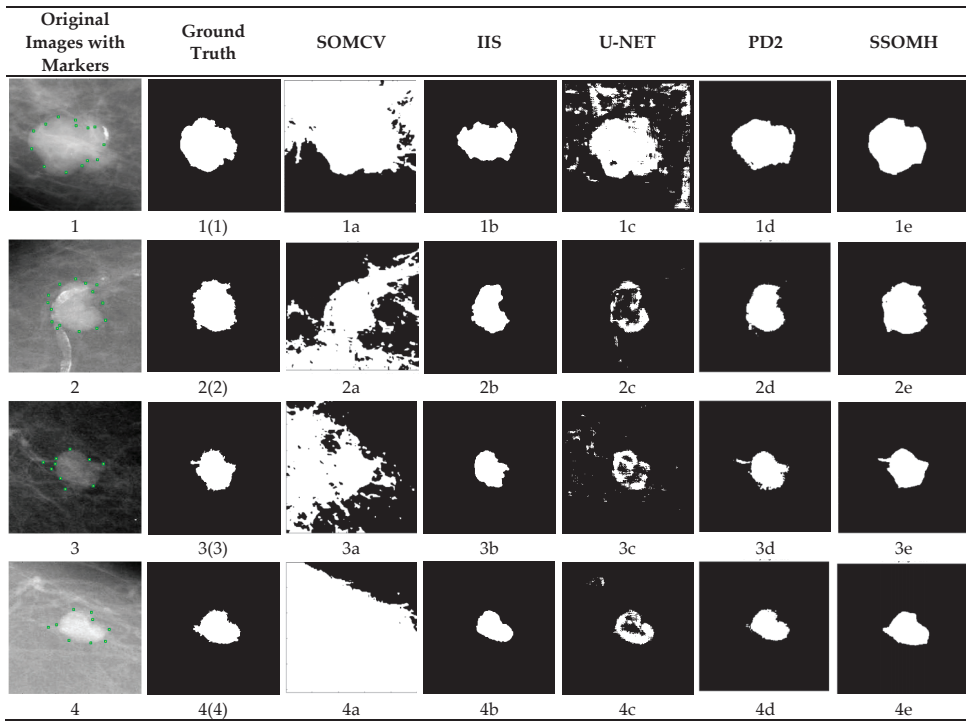 Original Images with Markers Ground Truth SOMCV IIS U-NET PD2 SSOMH
1 1(1) 1a 1b 1c 1d 1e
2 2(2) 2a 2b 2c 2d 2e
3 3(3) 3a 3b 3c 3d 3e
4 4(4) 4a 4b 4c 4d 4e